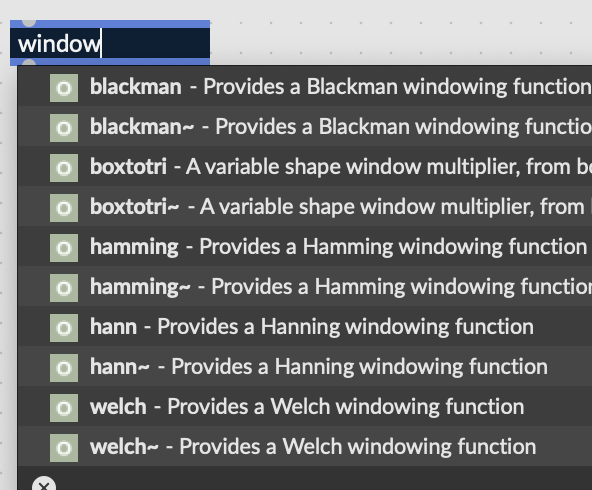 window
blackman - Provides a Blackman windowing function
blackman~ - Provides a Blackman windowing functio
boxtotri - A variable shape window multiplier, from b
boxtotri~ - A variable shape window multiplier, from
hamming - Provides a Hamming windowing function
hamming~ - Provides a Hamming windowing function
hann - Provides a Hanning windowing function
hann~ - Provides a Hanning windowing function
welch - Provides a Welch windowing function
welch~ - Provides a Welch windowing function